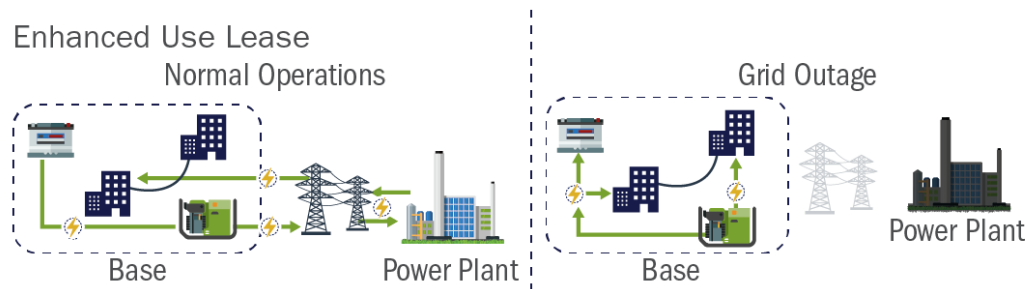 Enhanced Use Lease
Normal Operations
Base
Power Plant
Grid Outage
Base
Power Plant